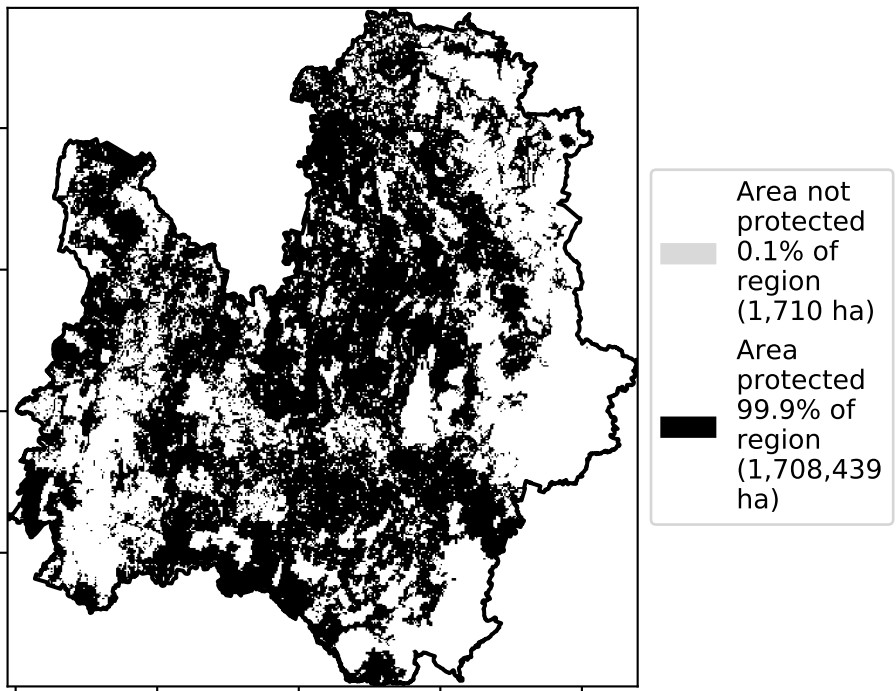 Area not
protected
0.1% of
region
(1,710 ha)
Area
protected
99.9% of
region
(1,708,439
ha)